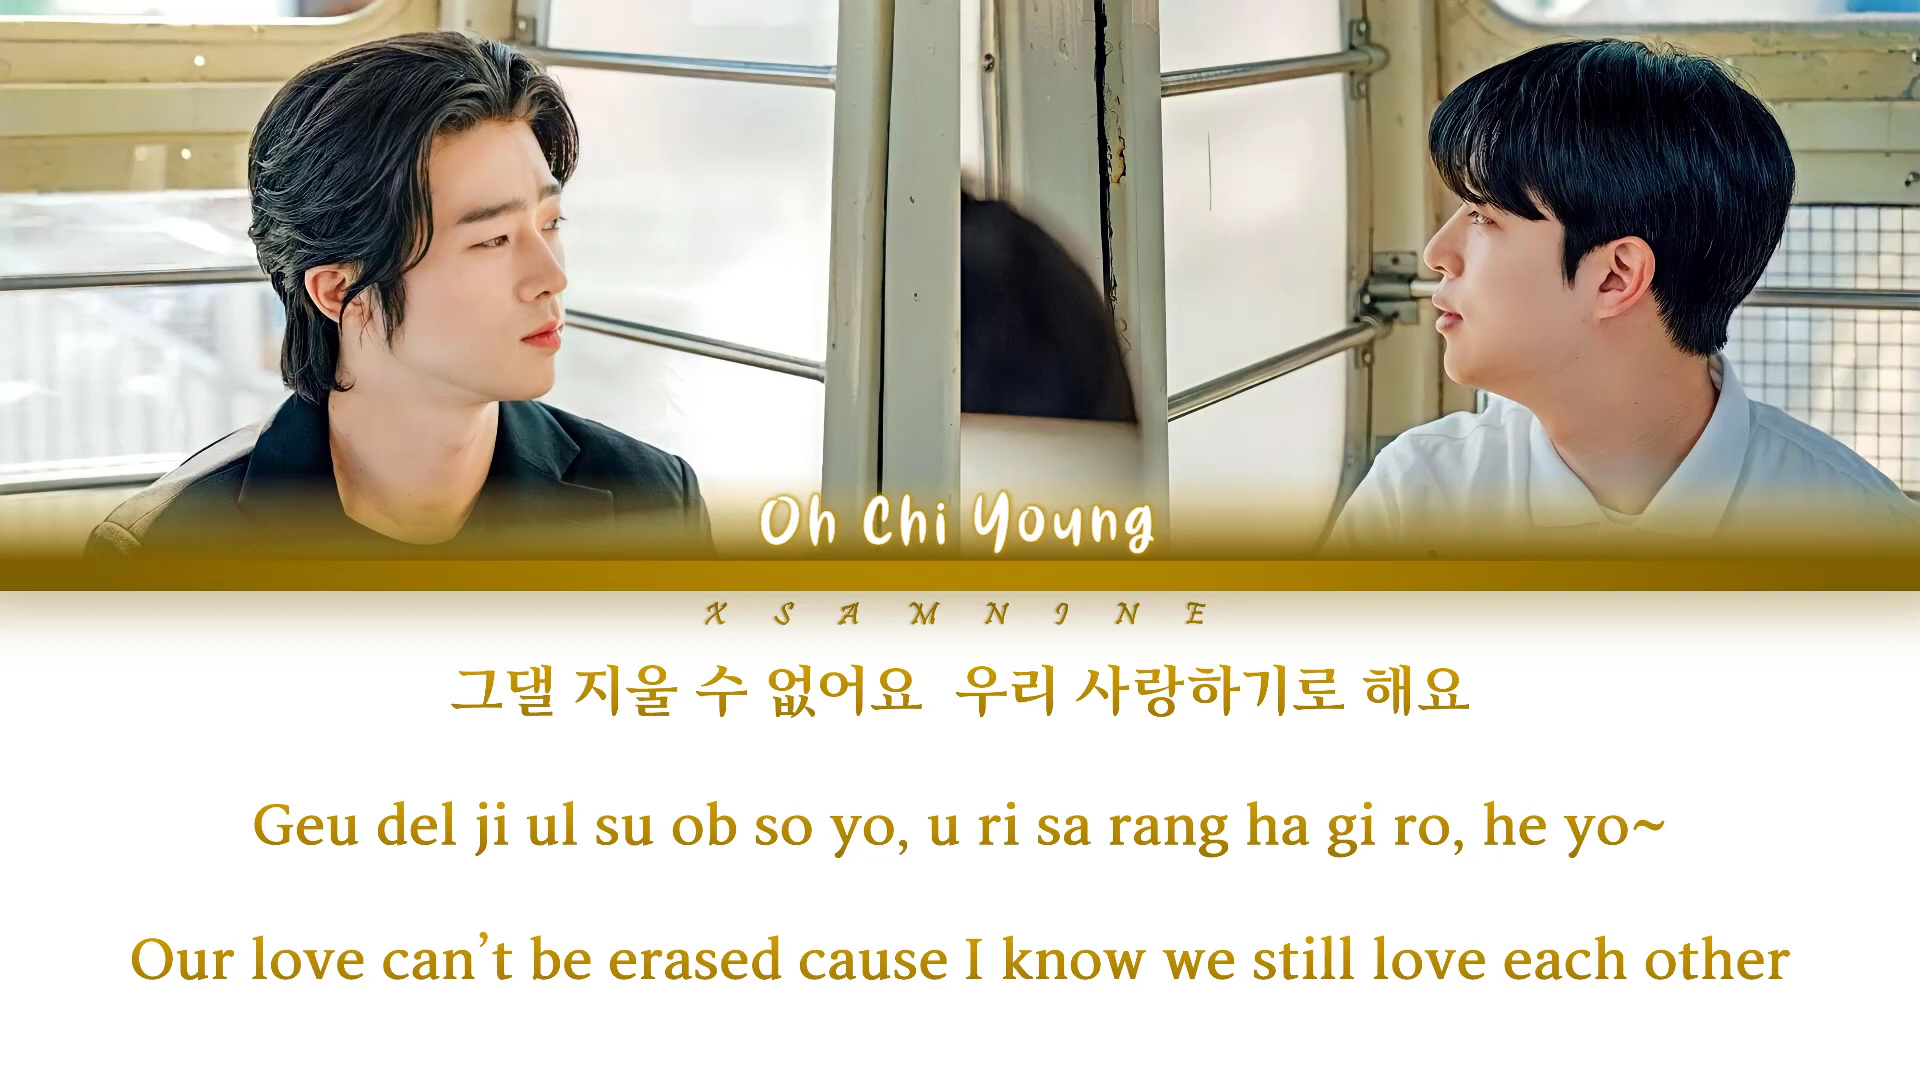 Oh Chi Young
XSAMNINE
그댈 지울 수 없어요 우리 사랑하기로 해요
Geu del ji ul su ob so yo, u ri sa rang ha gi ro, he yo~
Our love can’t be erased cause I know we still love each other